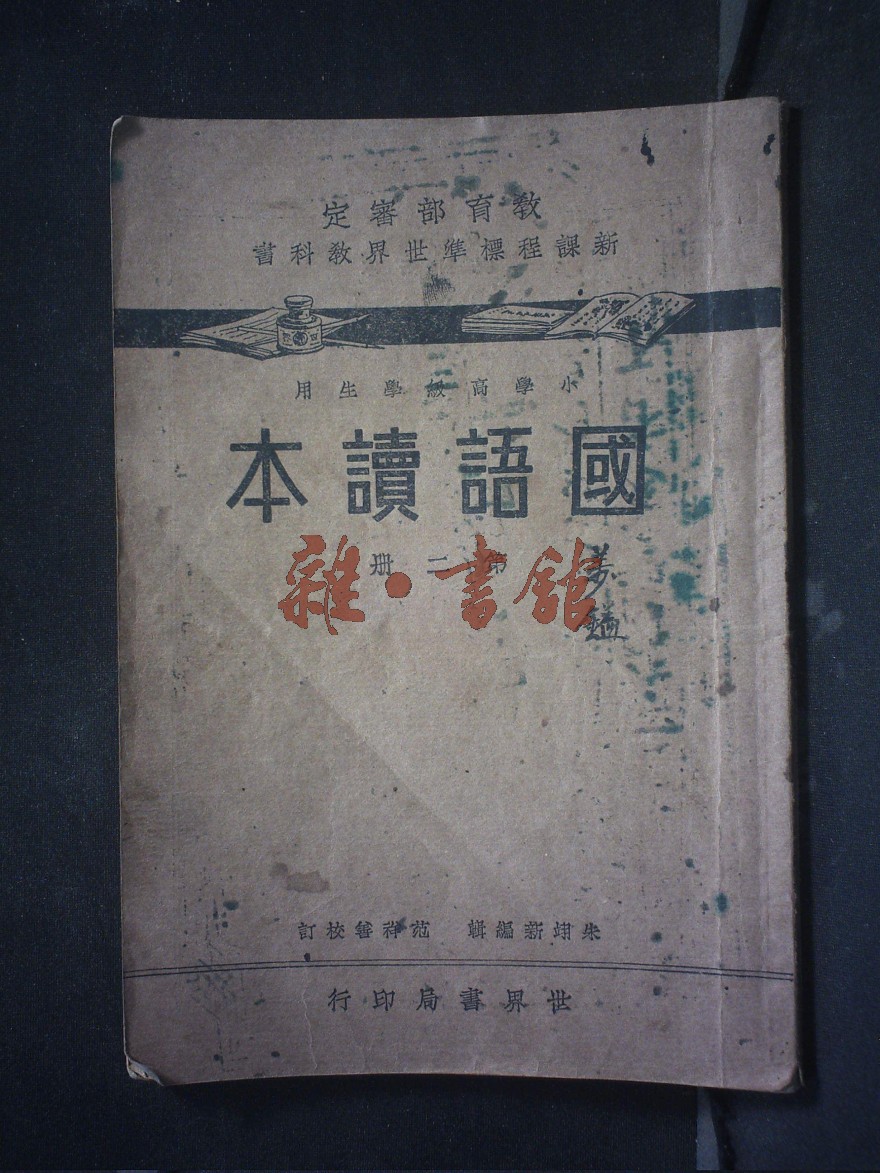 教育部審定
新課程標準世界教科書
小學高級學生用
國語讀本
第二册
雜·書館
朱翊新編輯 范祥善校訂
世界書局印行